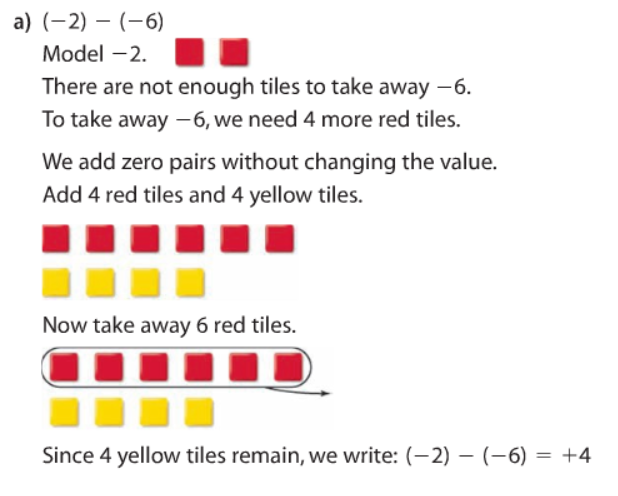 a) (−2) − (−6)
Model −2.
There are not enough tiles to take away −6.
To take away −6, we need 4 more red tiles.
We add zero pairs without changing the value.
Add 4 red tiles and 4 yellow tiles.
Now take away 6 red tiles.
Since 4 yellow tiles remain, we write: (−2) − (−6) = +4